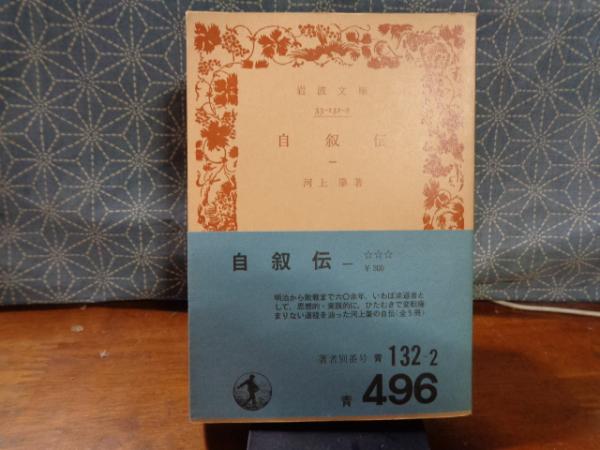 岩波文庫
自叙伝
一
河上肇著
自叙伝 一
☆☆☆
¥300
明治から敗戦まで六〇余年，いわば求道者と
して，思想的・実践的に，ひたむきで変転極
まりない道程を辿った河上肇の自伝（全5冊）
著者別番号 青 132-2
青 496